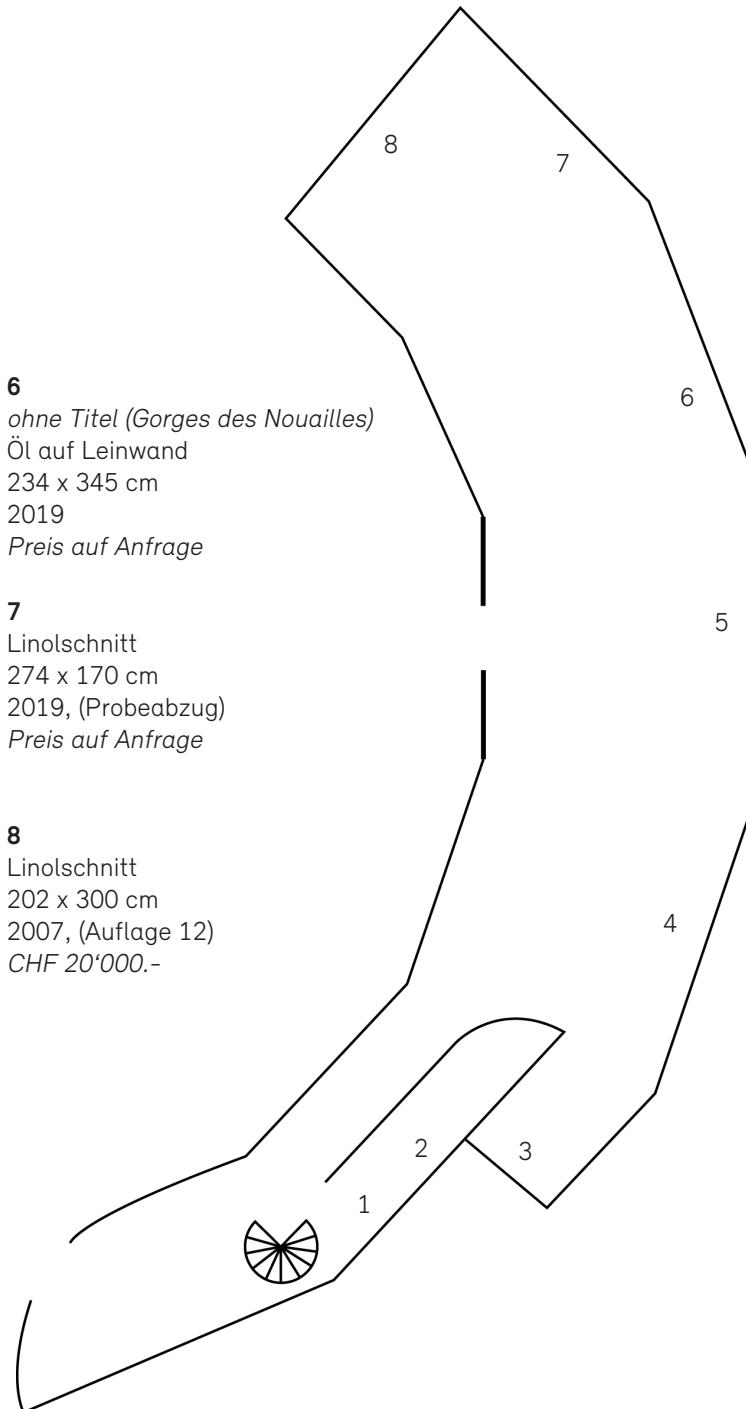 8
7
6
6
ohne Titel (Gorges des Nouailles)
Öl auf Leinwand
234 x 345 cm
2019
Preis auf Anfrage
7
Linolschnitt
274 x 170 cm
2019, (Probeabzug)
Preis auf Anfrage
5
8
Linolschnitt
202 x 300 cm
2007, (Auflage 12)
CHF 20‘000.-
4
2
3
1